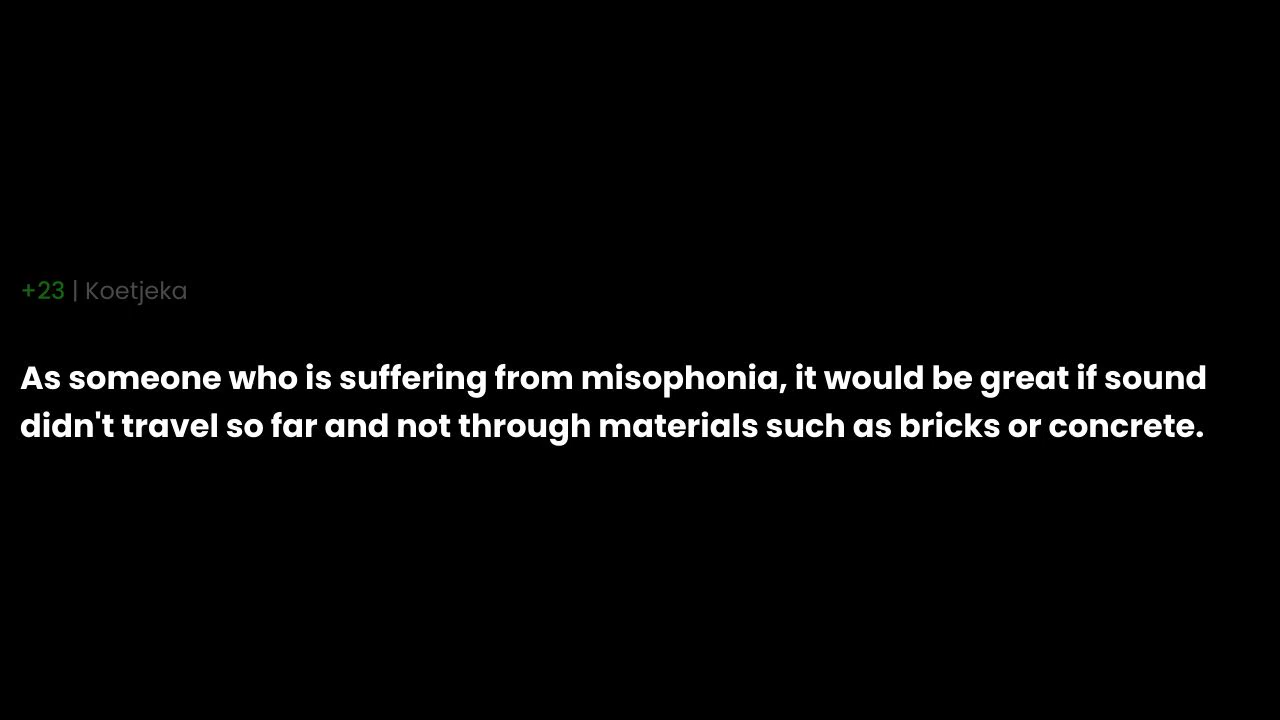 +23 | Koetjeka
As someone who is suffering from misophonia, it would be great if sound
didn't travel so far and not through materials such as bricks or concrete.